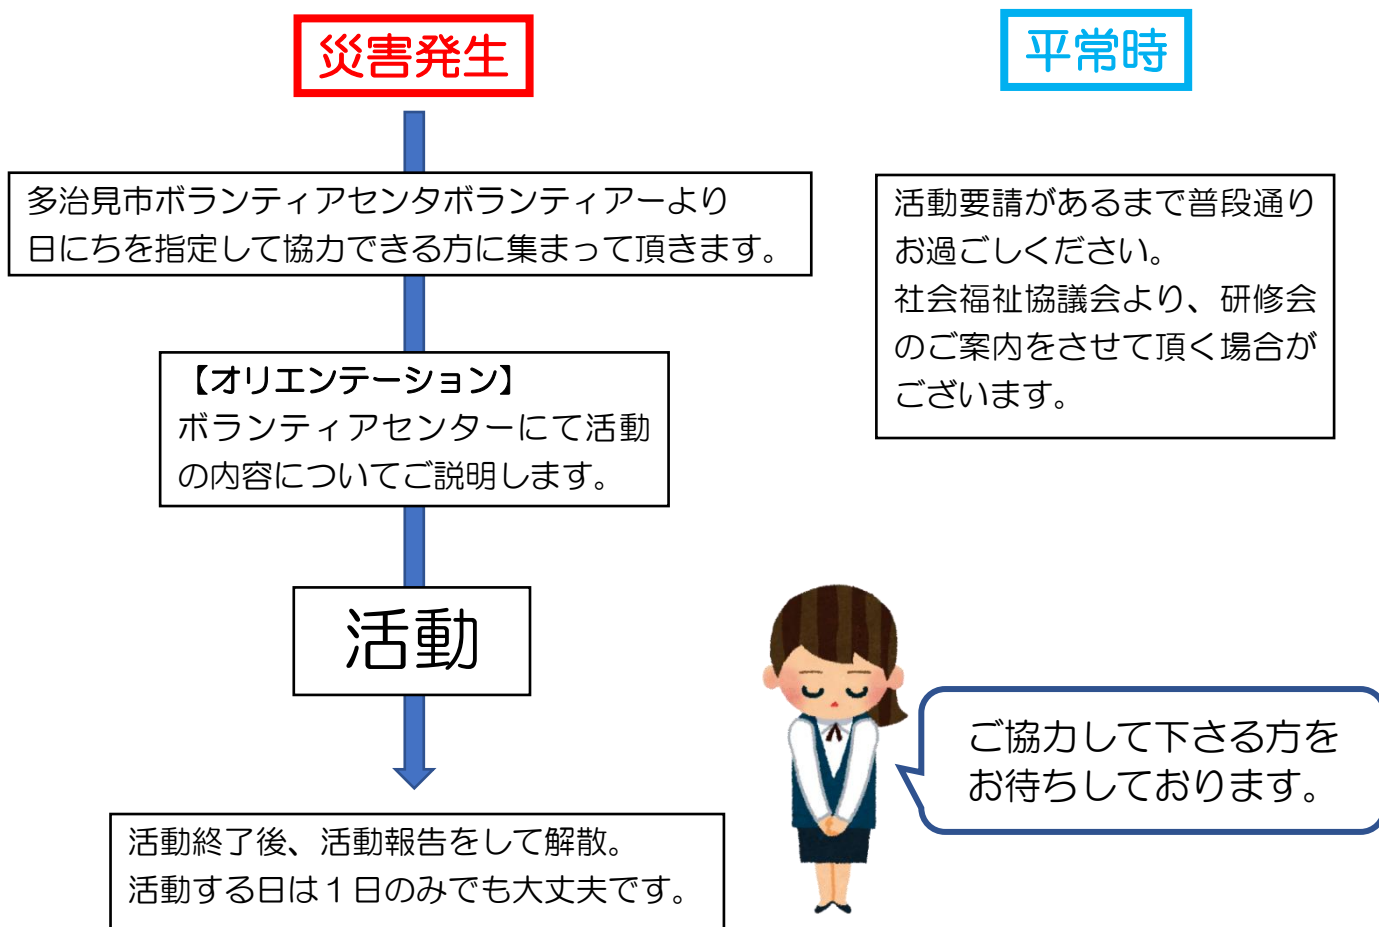 災害発生
多治見市ボランティアセンタボランティアーより
日にちを指定して協力できる方に集まって頂きます。
【オリエンテーション】
ボランティアセンターにて活動
の内容についてご説明します。
活動
活動終了後、活動報告をして解散。
活動する日は１日のみでも大丈夫です。
平常時
活動要請があるまで普段通り
お過ごしください。
社会福祉協議会より、研修会
のご案内をさせて頂く場合が
ございます。
ご協力して下さる方を
お待ちしております。